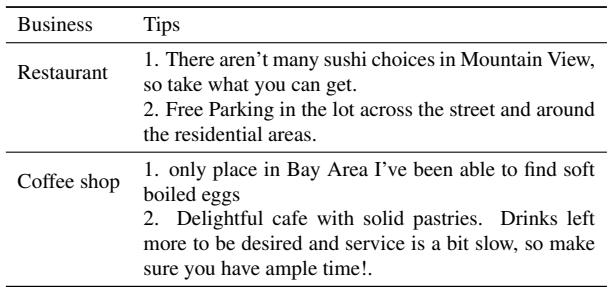 Business Tips
Restaurant
1. There aren't many sushi choices in Mountain View,
so take what you can get.
2. Free Parking in the lot across the street and around
the residential areas.
Coffee shop
1. only place in Bay Area I've been able to find soft
boiled eggs
2. Delightful cafe with solid pastries. Drinks left
more to be desired and service is a bit slow, so make
sure you have ample time!.